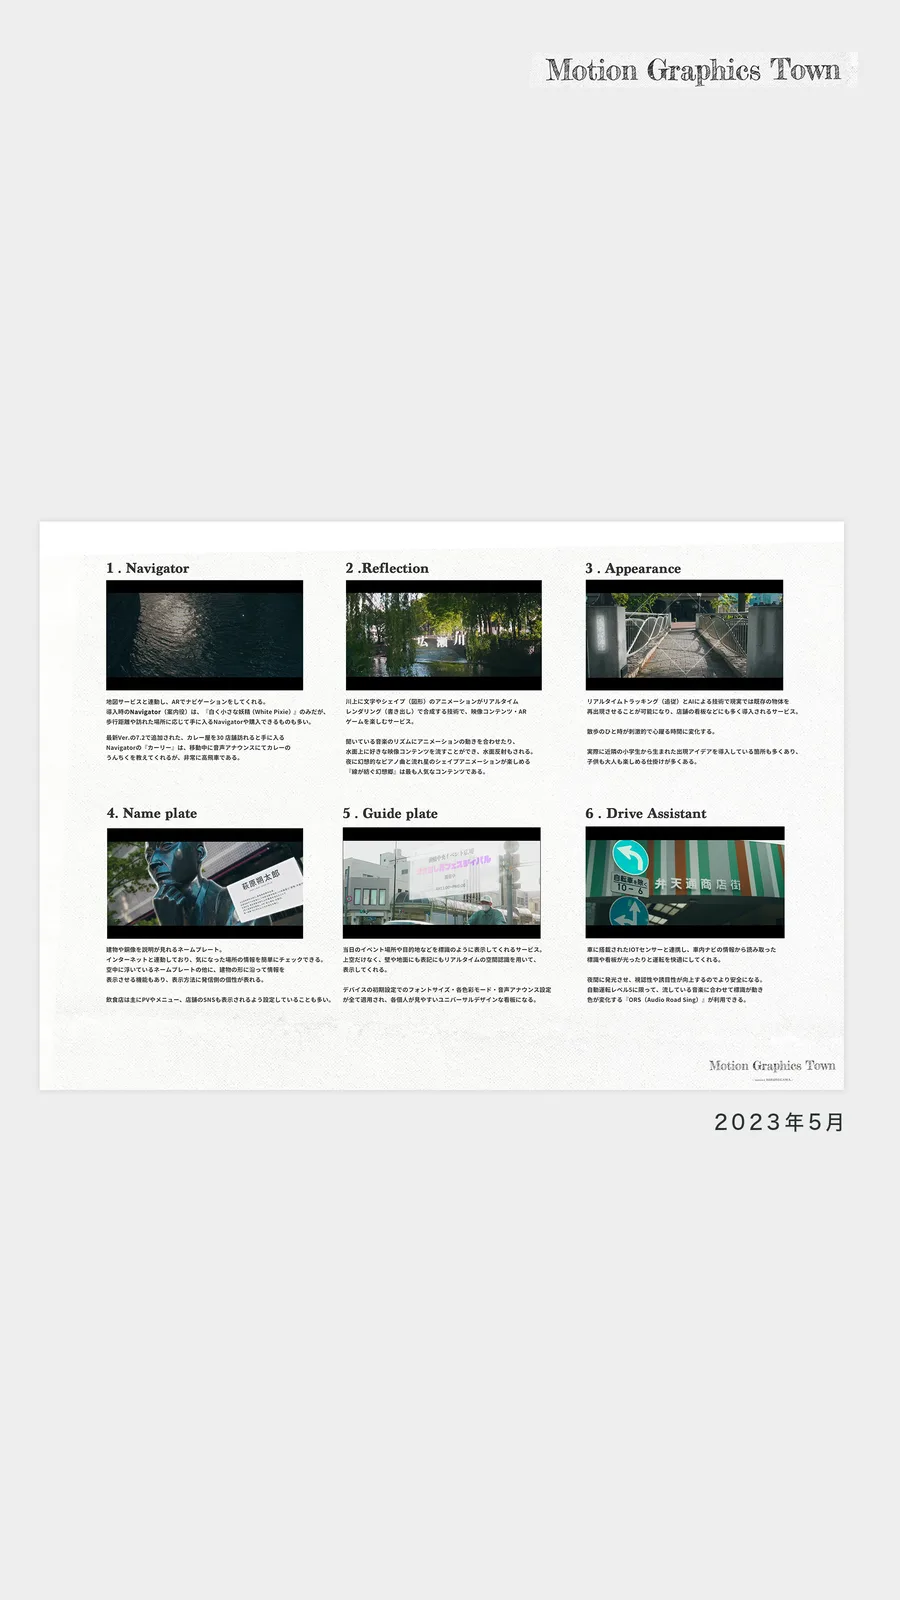 Motion Graphics Town
1 . Navigator
地図サービスと連動し、ARでナビゲーションをしてくれる。
導入時のNavigator（案内役）は、『白く小さな妖精 (White Pixie) 』のみだが、
歩行距離や訪れた場所に応じて手に入るNavigatorや購入できるものも多い。
最新Ver.の7.2で追加された、カレー屋を30 店舗訪れると手に入る
Navigatorの『カーリー』は、移動中に音声アナウンスにてカレーの
うんちくを教えてくれるが、非常に高飛車である。
2 .Reflection
広瀬川
川上に文字やシェイプ（図形）のアニメーションがリアルタイム
レンダリング（書き出し）で合成する技術で、映像コンテンツ・AR
ゲームを楽しむサービス。
聞いている音楽のリズムにアニメーションの動きを合わせたり、
水面上に好きな映像コンテンツを流すことができ、水面反射もされる。
夜に幻想的なピアノ曲と流れ星のシェイプアニメーションが楽しめる
『線が紡ぐ幻想郷』は最も人気なコンテンツである。
3 . Appearance
リアルタイムトラッキング（追従）とAIによる技術で現実では既存の物体を
再出現させることが可能になり、店舗の看板などにも多く導入されるサービス。
散歩のひと時が刺激的で心躍る時間に変化する。
実際に近隣の小学生から生まれた出現アイデアを導入している箇所も多くあり、
子供も大人も楽しめる仕掛けが多くある。
4. Name plate
萩原朔太郎
建物や銅像を説明が見れるネームプレート。
インターネットと連動しており、気になった場所の情報を簡単にチェックできる。
空中に浮いているネームプレートの他に、建物の形に沿って情報を
表示させる機能もあり、表示方法に発信側の個性が表れる。
飲食店は主にPVやメニュー、店舗のSNSも表示されるよう設定していることも多い。
5 . Guide plate
当日のイベント場所や目的地などを標識のように表示してくれるサービス。
上空だけなく、壁や地面にも表記にもリアルタイムの空間認識を用いて、
表示してくれる。
デバイスの初期設定でのフォントサイズ・各色彩モード・音声アナウンス設定
が全て適用され、各個人が見やすいユニバーサルデザインな看板になる。
6 . Drive Assistant
自転車を除く
10 - 6
弁天通商店街
車に搭載されたIOTセンサーと連携し、車内ナビの情報から読み取った
標識や看板が光ったりと運転を快適にしてくれる。
夜間に発光させ、視認性や誘目性が向上するのでより安全になる。
自動運転レベル5に限って、流している音楽に合わせて標識が動き
色が変化する『ORS（Audio Road Sing）』が利用できる。
Motion Graphics Town
2023年5月